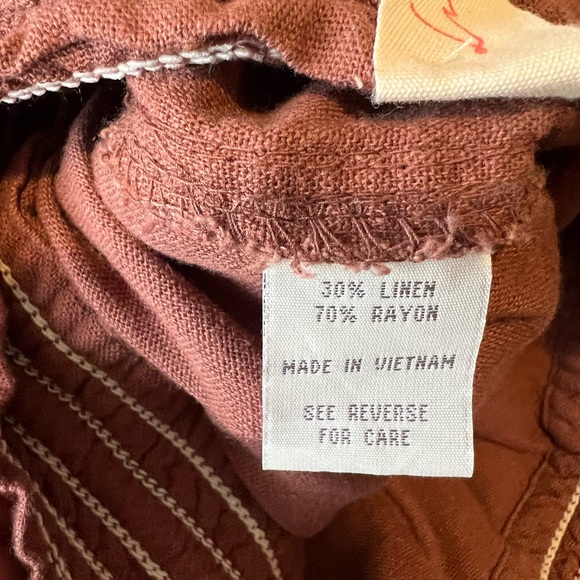 30% LINEN
70% RAYON
MADE IN VIETNAM
SEE REVERSE
FOR CARE